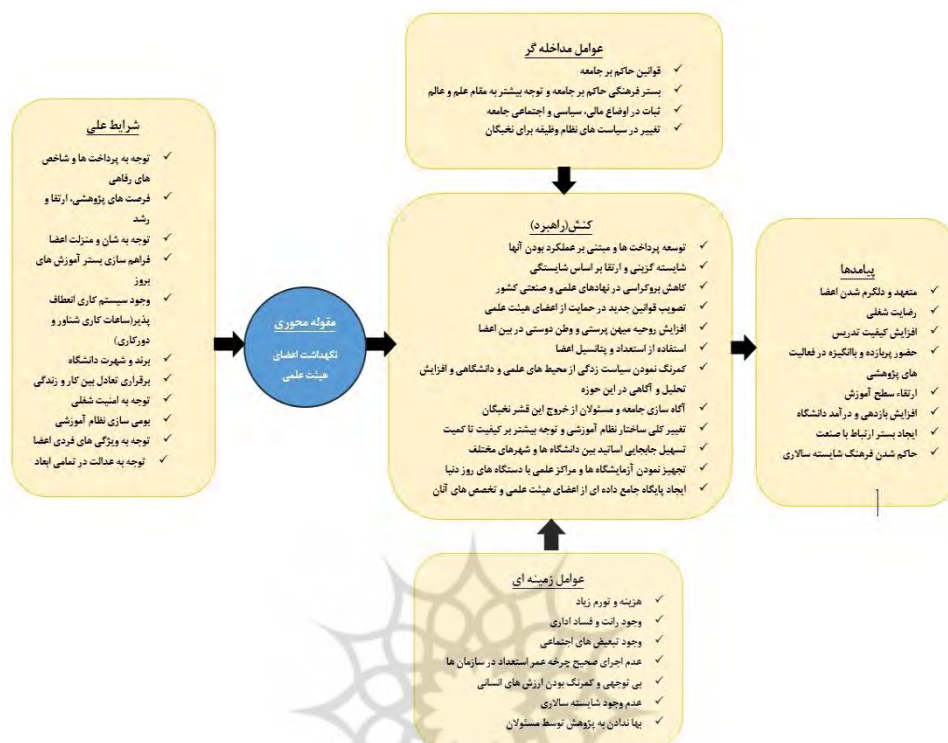 عوامل مداخله گر
قوانین حاکم بر جامعه
بستر فرهنگی حاکم بر جامعه و توجه بیشتر به مقام علم و عالم
ثبات در اوضاع مالی، سیاسی و اجتماعی جامعه
تغییر در سیاست های نظام وظیفه برای نخبگان
شرایط علی
توجه به پرداخت ها و شاخص
های رفاهی
فرصت های پژوهشی، ارتقا و
رشد
توجه به شان و منزلت اعضا
فراهم سازی بستر آموزش های
بروز
وجود سیستم کاری انعطاف
پذیر(ساعات کاری شناور و
دورکاری)
برند و شهرت دانشگاه
برقراری تعادل بین کار و زندگی
توجه به امنیت شغلی
بومی سازی نظام آموزشی
توجه به ویژگی های فردی اعضا
توجه به عدالت در تمامی ابعاد
مقوله محوری
نگهداشت اعضای
هیئت علمی
کنش(راهبرد)
توسعه پرداخت ها و مبتنی بر عملکرد بودن آنها
شایسته گزینی و ارتقا بر اساس شایستگی
کاهش بروکراسی در نهادهای علمی و صنعتی کشور
تصویب قوانین جدید در حمایت از اعضای هیئت علمی
افزایش روحیه میهن پرستی و وطن دوستی در بین اعضا
استفاده از استعداد و پتانسیل اعضا
کمرنگ نمودن سیاست زدگی از محیط های علمی و دانشگاهی و افزایش
تحلیل و آگاهی در این حوزه
آگاه سازی جامعه و مسئولان از خروج این قشر نخبگان
تغییر کلی ساختار نظام آموزشی و توجه بیشتر بر کیفیت تا کمیت
تسهیل جابجایی اساتید بین دانشگاه ها و شهرهای مختلف
تجهیز نمودن آزمایشگاه ها و مراکز علمی با دستگاه های روز دنیا
ایجاد پایگاه جامع داده ای از اعضای هیئت علمی و تخصص های آنان
پیامدها
متعهد و دلگرم شدن اعضا
رضایت شغلی
افزایش کیفیت تدریس
حضور پربازده و باانگیزه در فعالیت
های پژوهشی
ارتقاء سطح آموزش
افزایش بازدهی و درآمد دانشگاه
ایجاد بستر ارتباط با صنعت
حاکم شدن فرهنگ شایسته سالاری
عوامل زمینه ای
هزینه و تورم زیاد
وجود رانت و فساد اداری
وجود تبعیض های اجتماعی
عدم اجرای صحیح چرخه عمر استعداد در سازمان ها
بی توجهی و کمرنگ بودن ارزش های انسانی
عدم وجود شایسته سالاری
بها ندادن به پژوهش توسط مسئولان